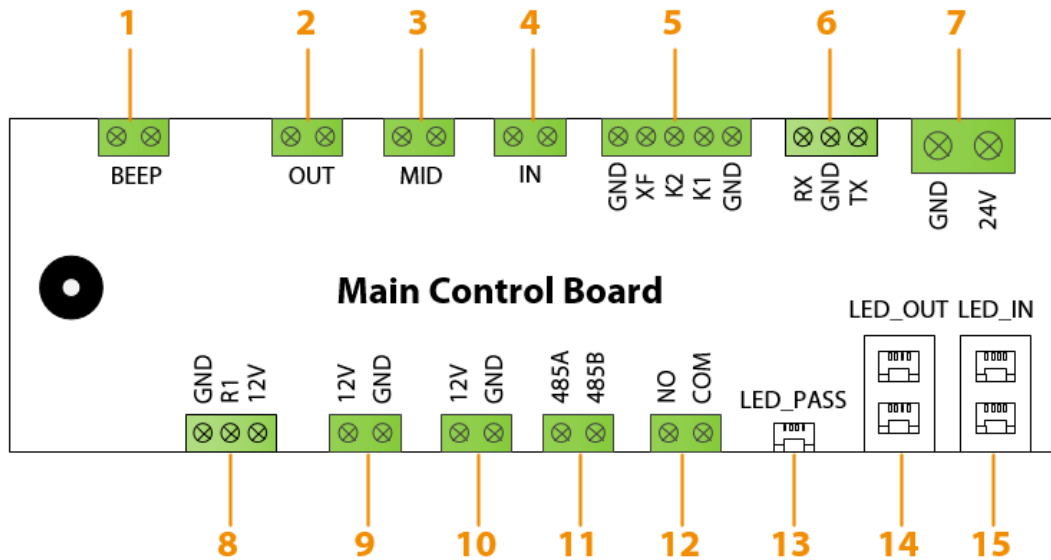 1 2 3 4 5 6 7
BEEP OUT MID IN GND XF K2 K1 GND RX GND TX GND 24V
Main Control Board
LED_OUT LED_IN
GND R1 12V 12V GND 12V GND 485A 485B NO COM LED_PASS
8 9 10 11 12 13 14 15